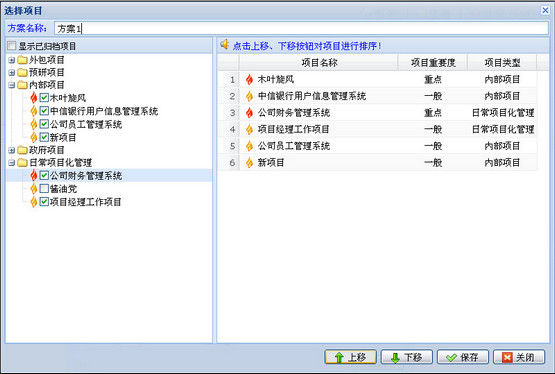 选择项目
方案名称: 方案1
显示已归档项目
外包项目
预研项目
内部项目
木叶旋风
中信银行用户信息管理系统
公司员工管理系统
新项目
政府项目
日常项目化管理
公司财务管理系统
酱油党
项目经理工作项目
点击上移、下移按钮对项目进行排序!
项目名称 项目重要度 项目类型
1 木叶旋风 重点 内部项目
2 中信银行用户信息管理系统 一般 内部项目
3 公司财务管理系统 重点 日常项目化管理
4 项目经理工作项目 一般 日常项目化管理
5 公司员工管理系统 一般 内部项目
6 新项目 一般 内部项目
上移 下移 保存 关闭